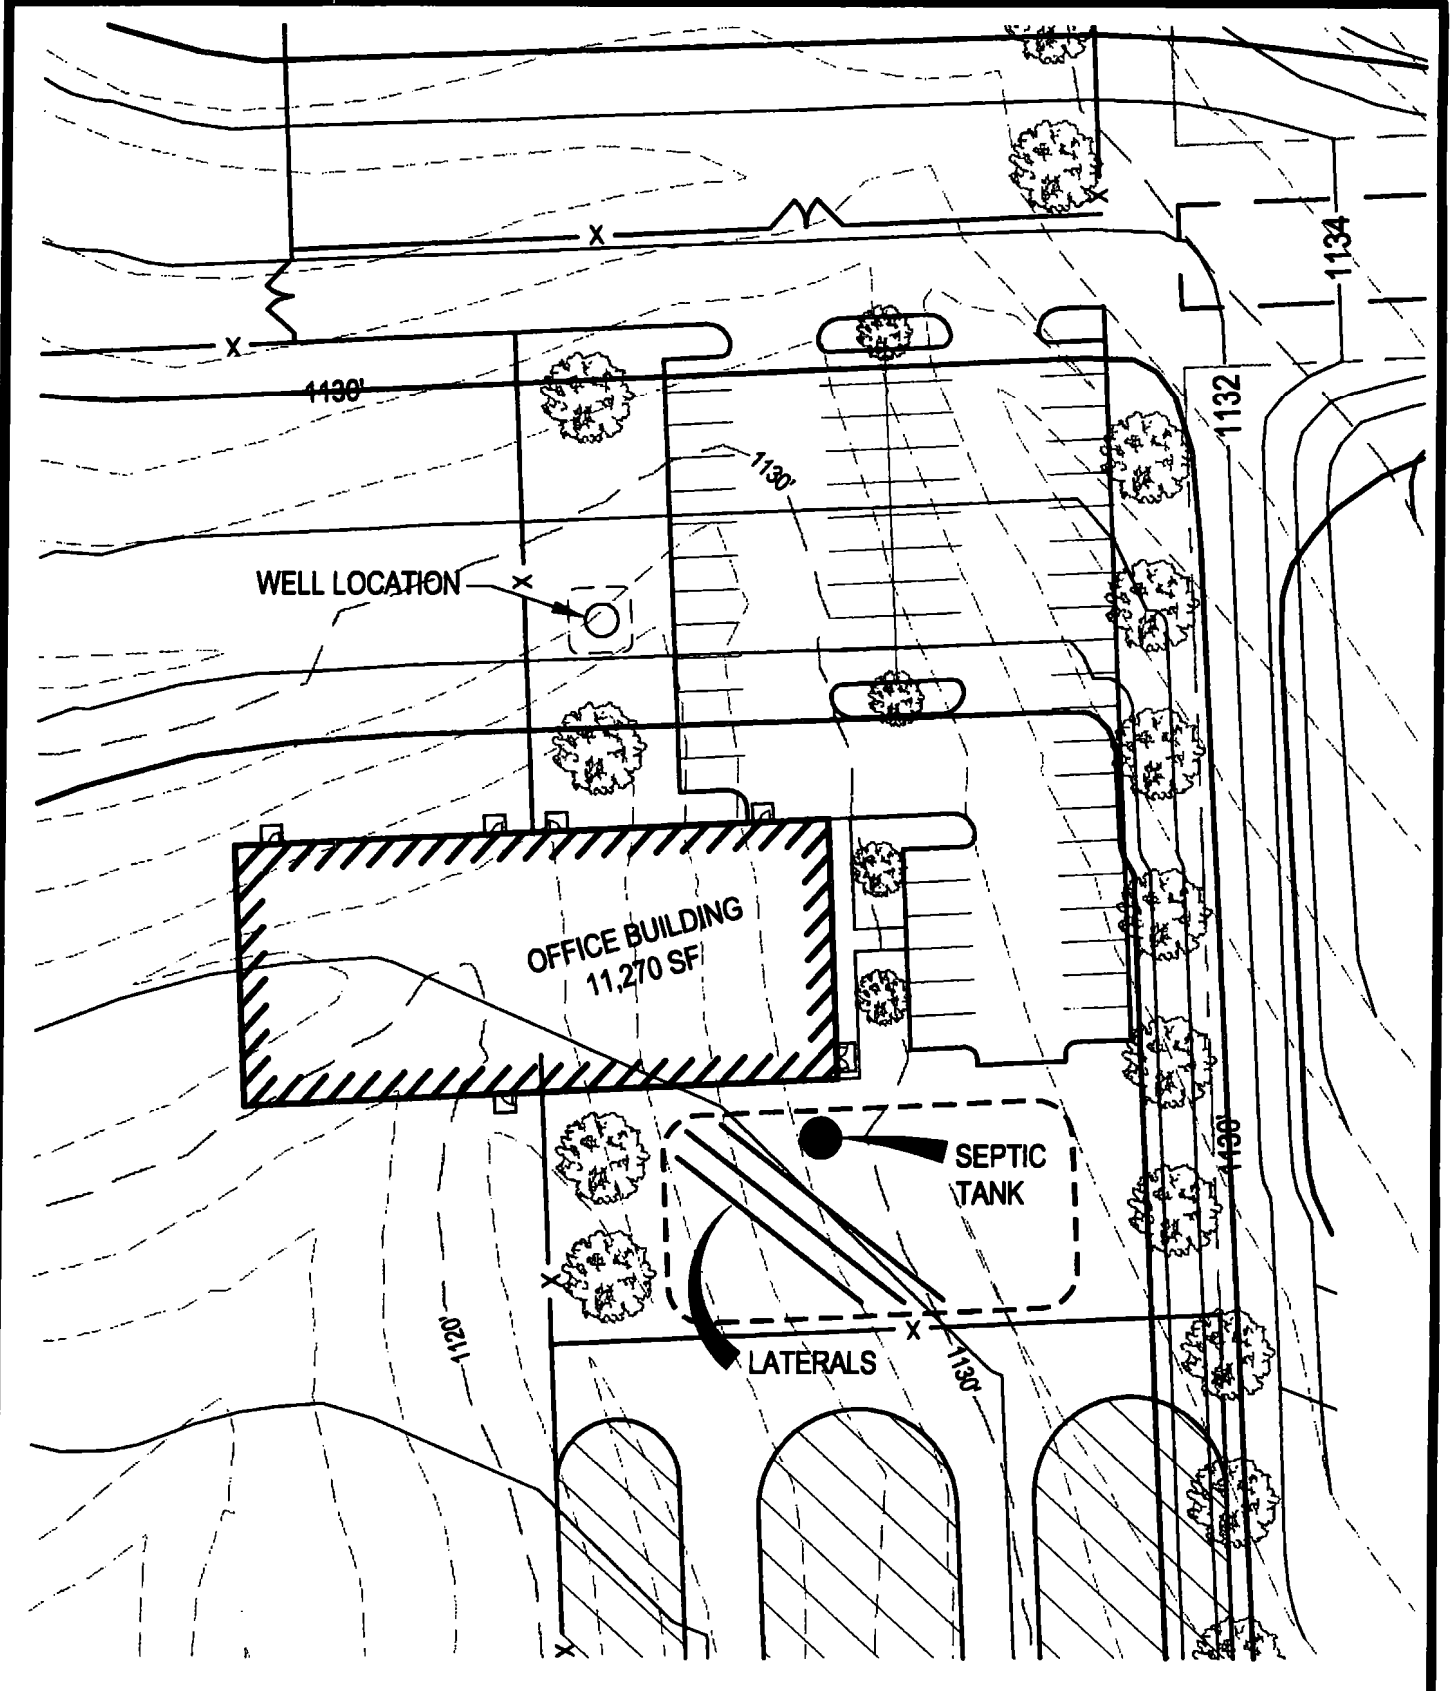 1134
1130'
1132
1130'
WELL LOCATION
OFFICE BUILDING
11,270 SF
1130'
SEPTIC
TANK
1120'
LATERALS
1130'